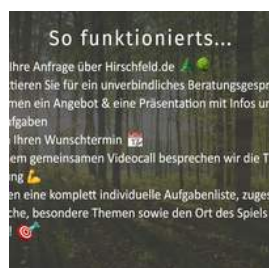 So funktionierts...
Ihre Anfrage über Hirschfeld.de
tieren Sie für ein unverbindliches Beratungsgespr
men ein Angebot & eine Präsentation mit Infos ur
fgaben
Ihren Wunschtermin
em gemeinsamen Videocall besprechen wir die T
ng
en eine komplett individuelle Aufgabenliste, zuges
che, besondere Themen sowie den Ort des Spiels
!